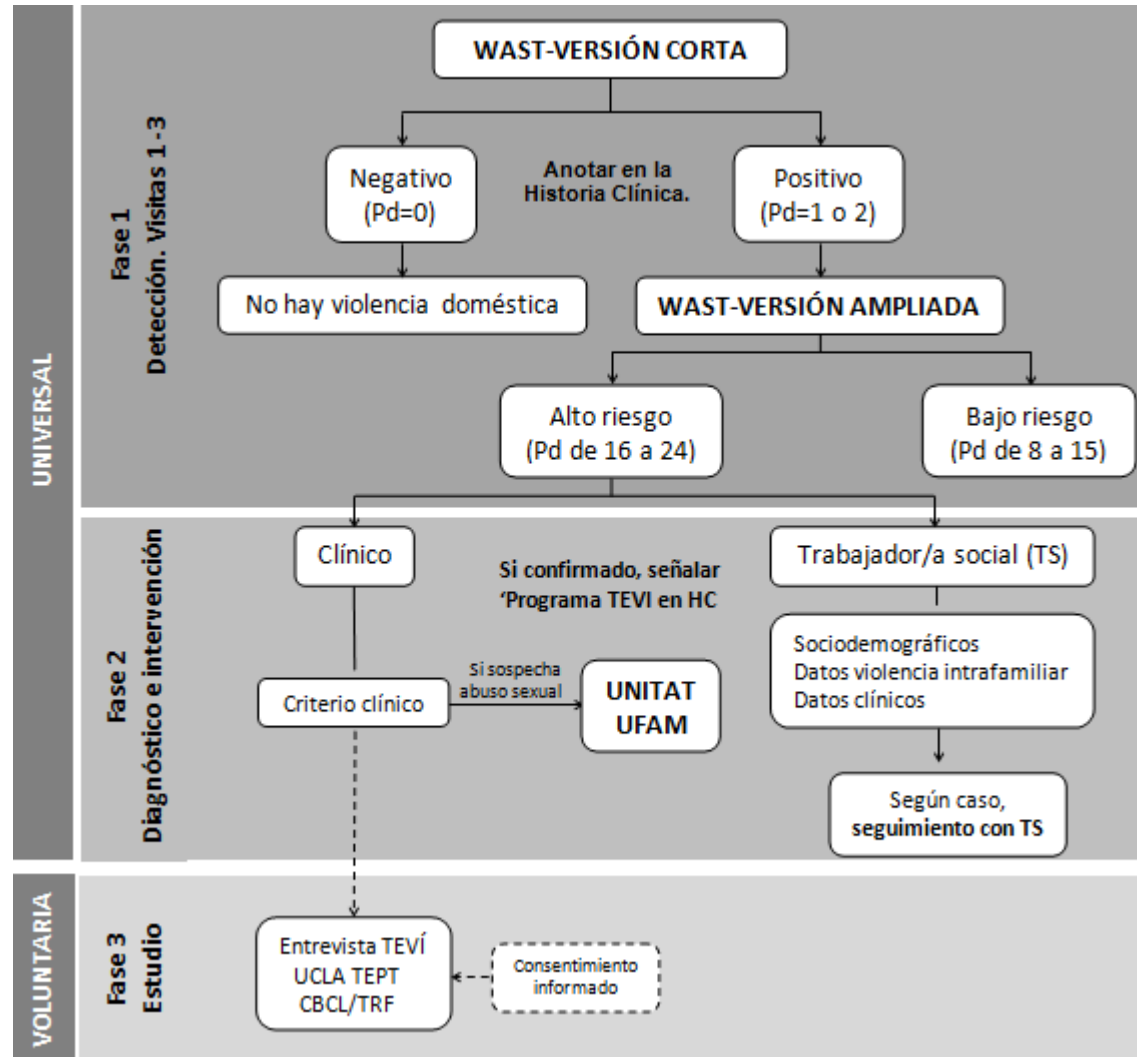 WAST-VERSIÓN CORTA
Negativo
(Pd=0)
Anotar en la
Historia Clínica.
Positivo
(Pd=1 o 2)
No hay violencia doméstica
WAST-VERSIÓN AMPLIADA
Alto riesgo
(Pd de 16 a 24)
Bajo riesgo
(Pd de 8 a 15)
Fase 1
Detección. Visitas 1 -3
UNIVERSAL
Clínico
Si confirmado, señalar
‘Programa TEVI en HC
Trabajador/a social (TS)
Sociodemográficos
Datos violencia intrafamiliar
Datos clínicos
Criterio clínico
Si sospecha
abuso sexual
UNITAT
UFAM
Según caso,
seguimiento con TS
Fase 2
Diagnóstico e intervención
VOLUNTARIA
Fase 3
Estudio
Entrevista TEVÍ
UCLA TEPT
CBCL/TRF
Consentimiento
informado